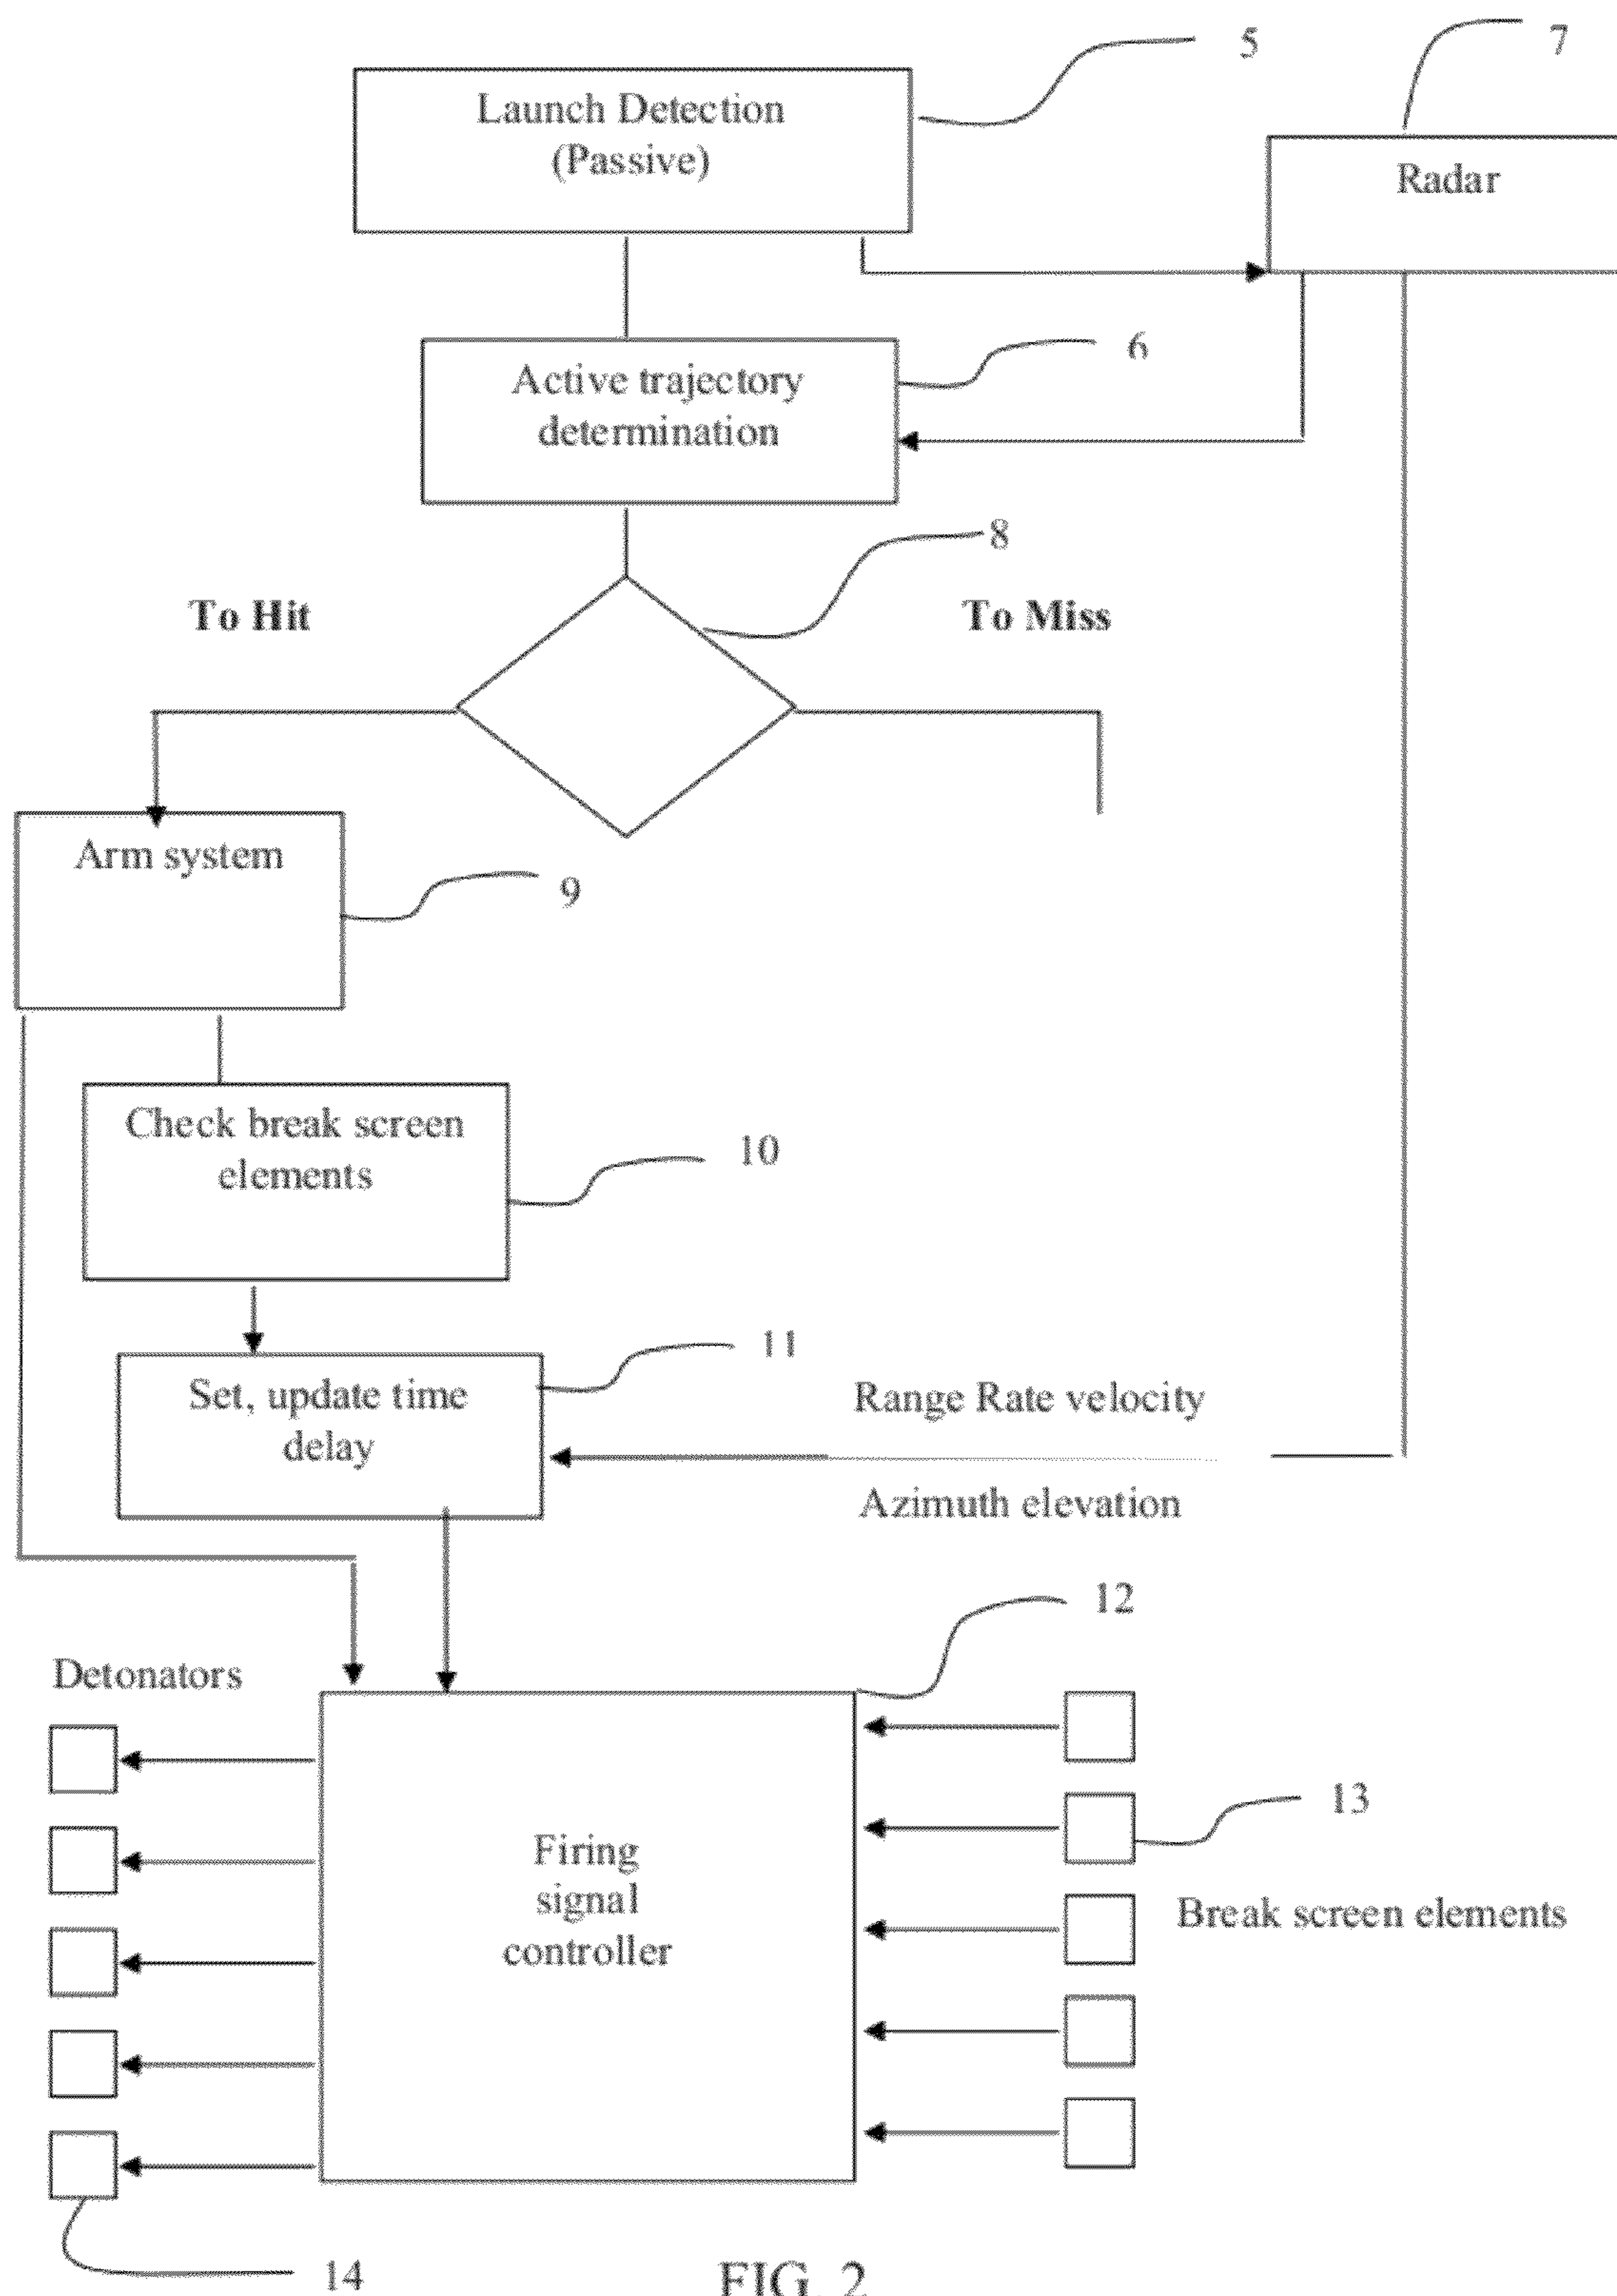 5
7
Launch Detection
(Passive)
Radar
6
Active trajectory
determination
8
To Hit
To Miss
Arm system
9
Check break screen
elements
10
11
Set, update time
delay
Range Rate velocity
Azimuth elevation
12
Detonators
13
Firing
signal
controller
Break screen elements
14
FIG. 2